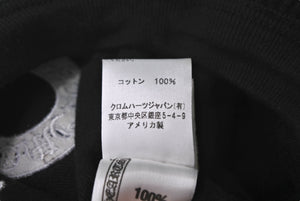 コットン 100%
クロムハーツジャパン(有)
東京都中央区銀座5-4-9
アメリカ製
100%